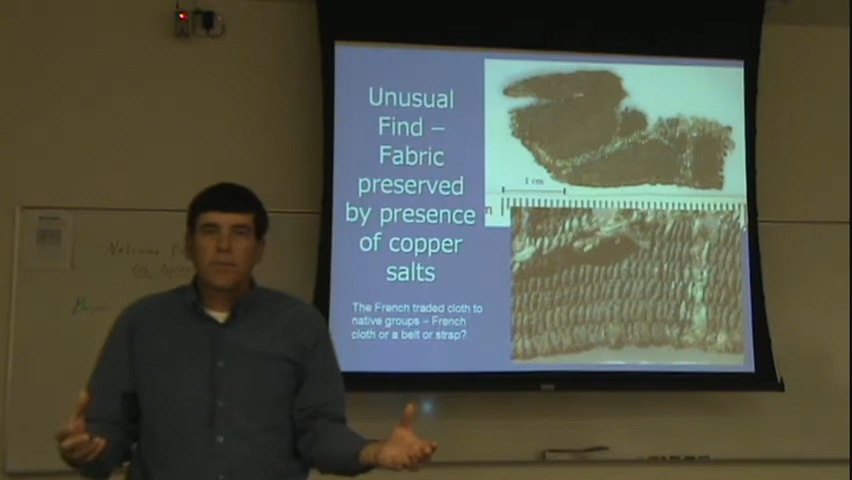 Unusual
Find –
Fabric
preserved
by presence
of copper
salts
The French traded cloth to
native groups – French
cloth or a belt or strap?
1 cm
Welcome